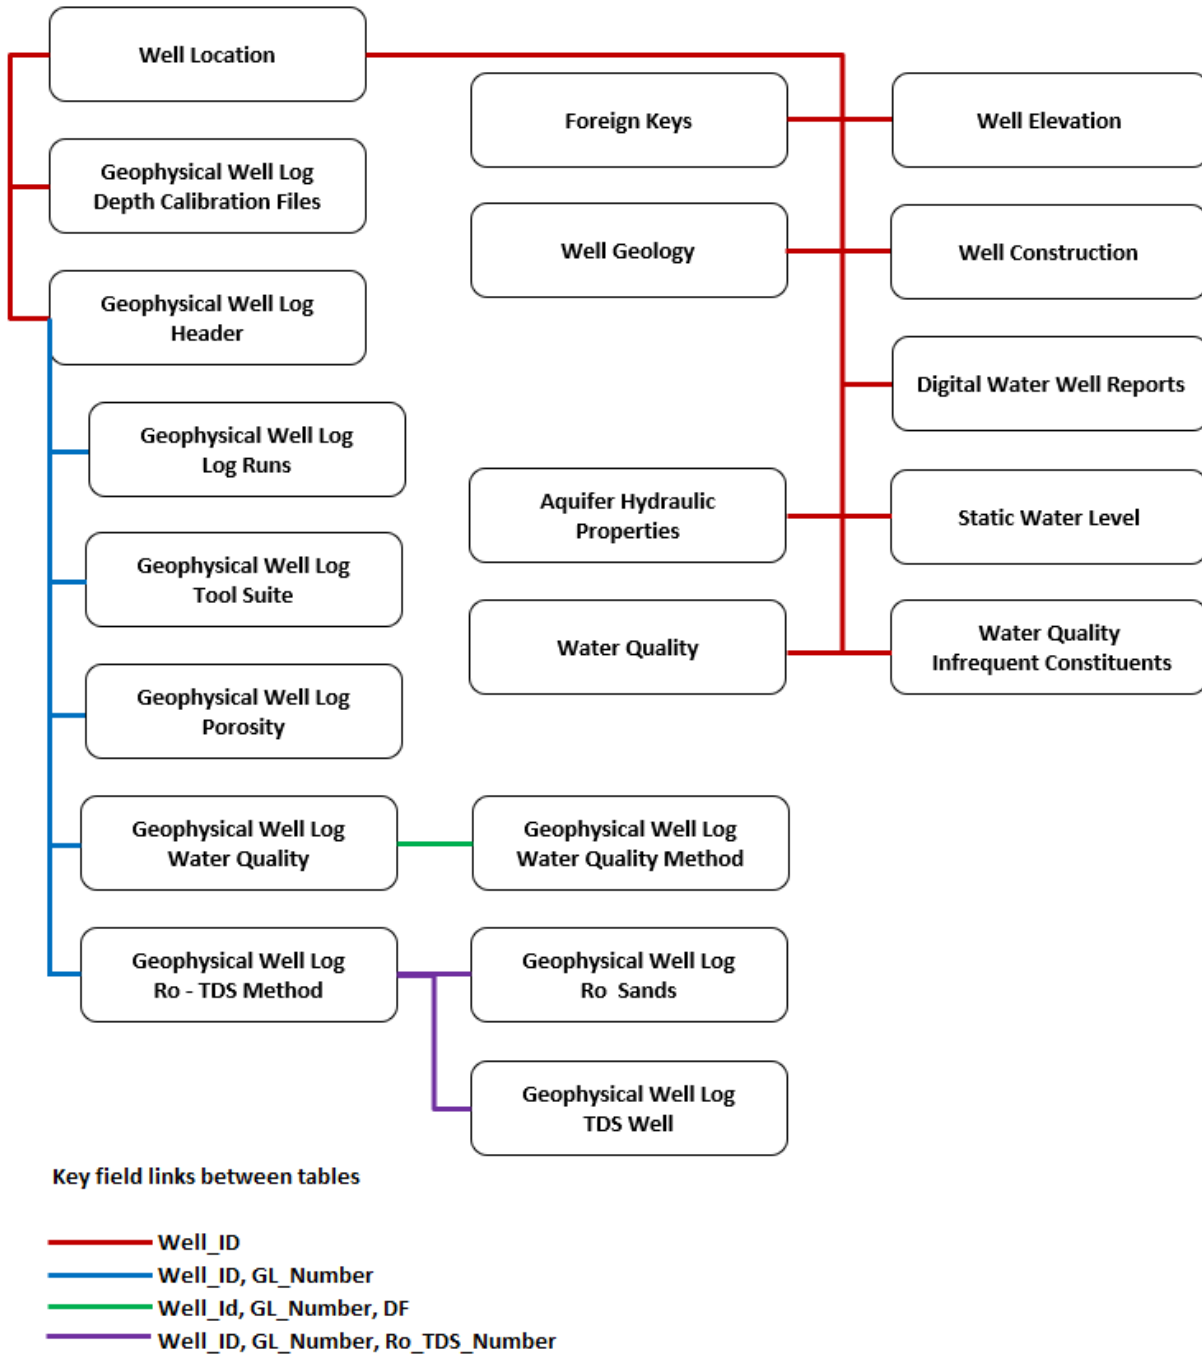 Well Location
Foreign Keys
Well Elevation
Geophysical Well Log
Depth Calibration Files
Well Geology
Well Construction
Geophysical Well Log
Header
Digital Water Well Reports
Geophysical Well Log
Log Runs
Aquifer Hydraulic
Properties
Static Water Level
Geophysical Well Log
Tool Suite
Water Quality
Water Quality
Infrequent Constituents
Geophysical Well Log
Porosity
Geophysical Well Log
Water Quality
Geophysical Well Log
Water Quality Method
Geophysical Well Log
Ro - TDS Method
Geophysical Well Log
Ro Sands
Geophysical Well Log
TDS Well
Key field links between tables
Well_ID
Well_ID, GL_Number
Well_Id, GL_Number, DF
Well_ID, GL_Number, Ro_TDS_Number